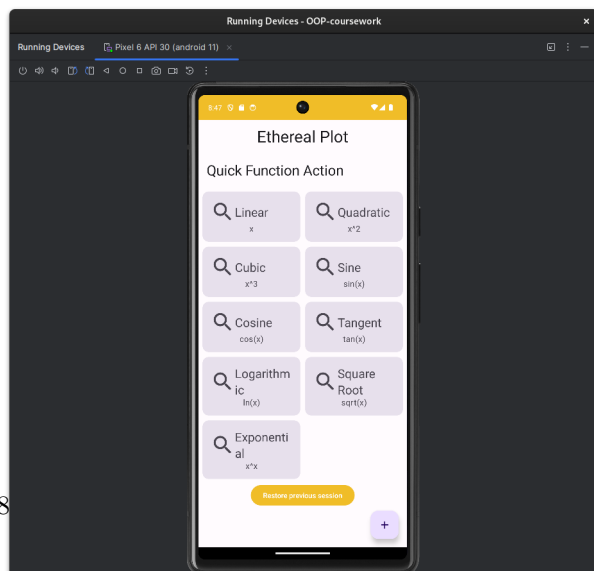 Running Devices - OOP-coursework
Running Devices
Pixel 6 API 30 (android 11)
8:47
Ethereal Plot
Quick Function Action
Linear
x
Quadratic
x^2
Cubic
x^3
Sine
sin(x)
Cosine
cos(x)
Tangent
tan(x)
Logarithm
ic
ln(x)
Square
Root
sqrt(x)
Exponenti
al
x^x
Restore previous session
+
8